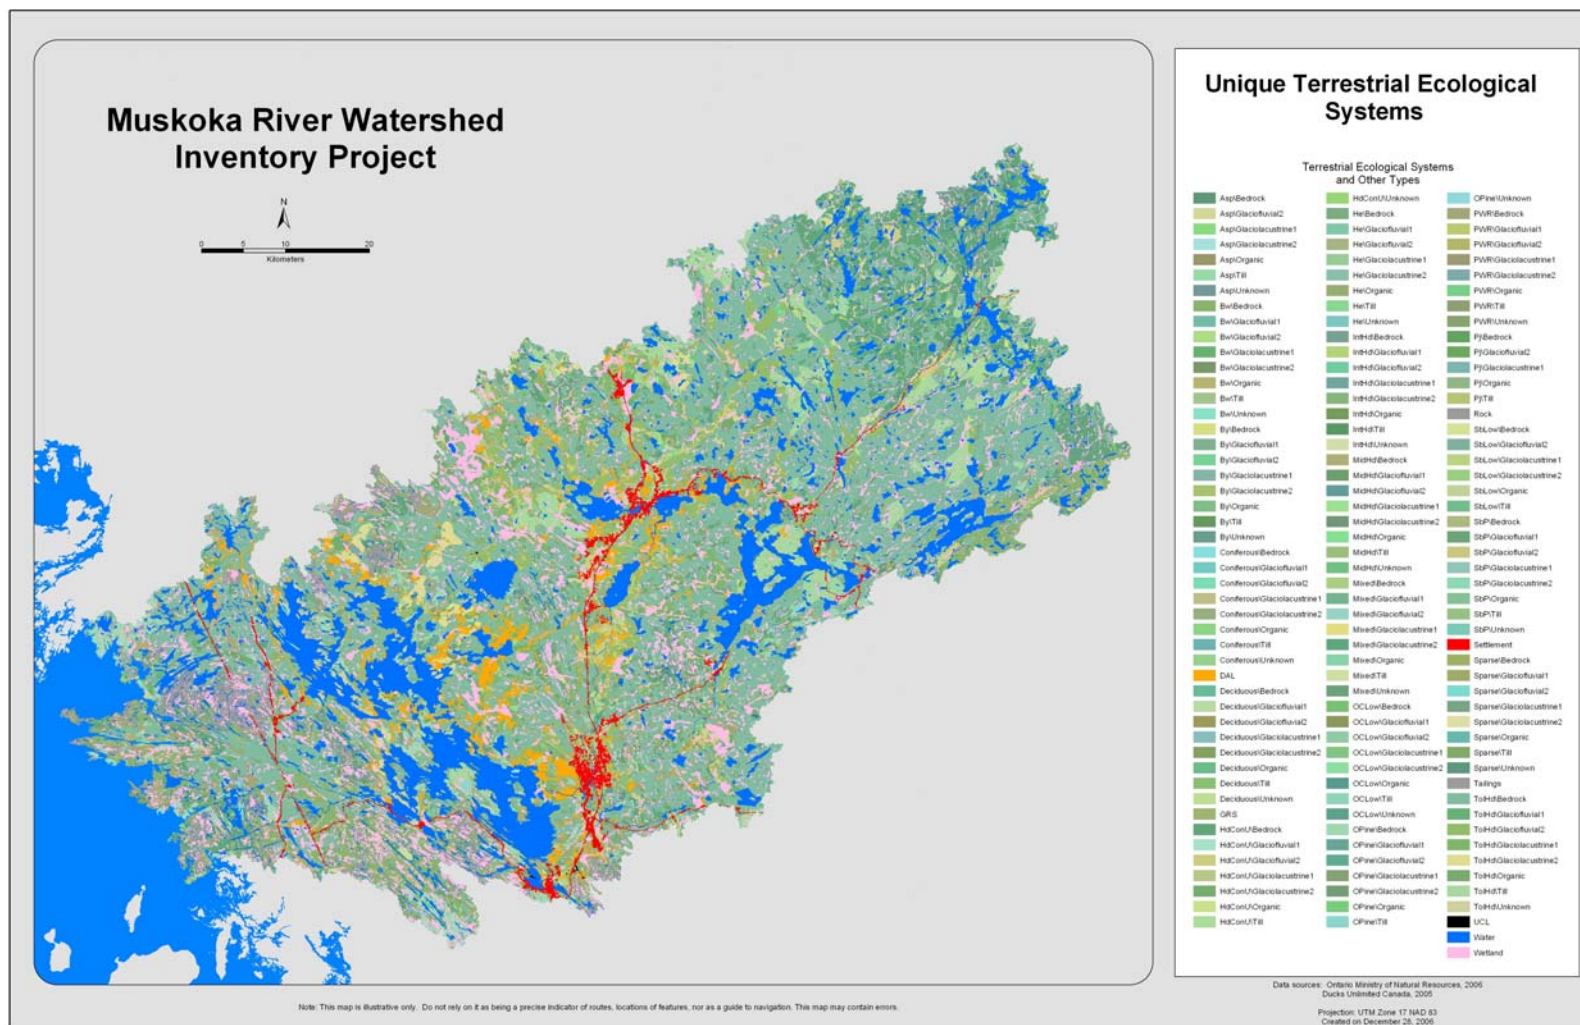 Muskoka River Watershed
Inventory Project
N
0 5 10 20
Kilometers
Unique Terrestrial Ecological
Systems
Terrestrial Ecological Systems
and Other Types
Asp\Bedrock
Asp\Glaciofluvial2
Asp\Glaciolacustrine1
Asp\Glaciolacustrine2
Asp\Organic
Asp\Till
Asp\Unknown
Bw\Bedrock
Bw\Glaciofluvial1
Bw\Glaciofluvial2
Bw\Glaciolacustrine1
Bw\Glaciolacustrine2
Bw\Organic
Bw\Till
Bw\Unknown
By\Bedrock
By\Glaciofluvial1
By\Glaciofluvial2
By\Glaciolacustrine1
By\Glaciolacustrine2
By\Organic
By\Till
By\Unknown
Coniferous\Bedrock
Coniferous\Glaciofluvial1
Coniferous\Glaciofluvial2
Coniferous\Glaciolacustrine1
Coniferous\Glaciolacustrine2
Coniferous\Organic
Coniferous\Till
Coniferous\Unknown
DAL
Deciduous\Bedrock
Deciduous\Glaciofluvial1
Deciduous\Glaciofluvial2
Deciduous\Glaciolacustrine1
Deciduous\Glaciolacustrine2
Deciduous\Organic
Deciduous\Till
Deciduous\Unknown
GRS
HdConU\Bedrock
HdConU\Glaciofluvial1
HdConU\Glaciofluvial2
HdConU\Glaciolacustrine1
HdConU\Glaciolacustrine2
HdConU\Organic
HdConU\Till
HdConU\Unknown
He\Bedrock
He\Glaciofluvial1
He\Glaciofluvial2
He\Glaciolacustrine1
He\Glaciolacustrine2
He\Organic
He\Till
He\Unknown
IntHd\Bedrock
IntHd\Glaciofluvial1
IntHd\Glaciofluvial2
IntHd\Glaciolacustrine1
IntHd\Glaciolacustrine2
IntHd\Organic
IntHd\Till
IntHd\Unknown
MidHd\Bedrock
MidHd\Glaciofluvial1
MidHd\Glaciofluvial2
MidHd\Glaciolacustrine1
MidHd\Glaciolacustrine2
MidHd\Organic
MidHd\Till
MidHd\Unknown
Mixed\Bedrock
Mixed\Glaciofluvial1
Mixed\Glaciofluvial2
Mixed\Glaciolacustrine1
Mixed\Glaciolacustrine2
Mixed\Organic
Mixed\Till
Mixed\Unknown
OCLow\Bedrock
OCLow\Glaciofluvial1
OCLow\Glaciofluvial2
OCLow\Glaciolacustrine1
OCLow\Glaciolacustrine2
OCLow\Organic
OCLow\Till
OCLow\Unknown
OPine\Bedrock
OPine\Glaciofluvial1
OPine\Glaciofluvial2
OPine\Glaciolacustrine1
OPine\Glaciolacustrine2
OPine\Organic
OPine\Till
OPine\Unknown
PWR\Bedrock
PWR\Glaciofluvial1
PWR\Glaciofluvial2
PWR\Glaciolacustrine1
PWR\Glaciolacustrine2
PWR\Organic
PWR\Till
PWR\Unknown
Pj\Bedrock
Pj\Glaciofluvial2
Pj\Glaciolacustrine1
Pj\Organic
Pj\Till
Rock
SbLow\Bedrock
SbLow\Glaciofluvial2
SbLow\Glaciolacustrine1
SbLow\Glaciolacustrine2
SbLow\Organic
SbLow\Till
SbP\Bedrock
SbP\Glaciofluvial1
SbP\Glaciofluvial2
SbP\Glaciolacustrine1
SbP\Glaciolacustrine2
SbP\Organic
SbP\Till
SbP\Unknown
Settlement
Sparse\Bedrock
Sparse\Glaciofluvial1
Sparse\Glaciofluvial2
Sparse\Glaciolacustrine1
Sparse\Glaciolacustrine2
Sparse\Organic
Sparse\Till
Sparse\Unknown
Tailings
TolHd\Bedrock
TolHd\Glaciofluvial1
TolHd\Glaciofluvial2
TolHd\Glaciolacustrine1
TolHd\Glaciolacustrine2
TolHd\Organic
TolHd\Till
TolHd\Unknown
UCL
Water
Wetland
Data sources: Ontario Ministry of Natural Resources, 2006
Ducks Unlimited Canada, 2005
Projection: UTM Zone 17 NAD 83
Created on December 28, 2006
Note: This map is illustrative only. Do not rely on it as being a precise indicator of routes, locations of features, nor as a guide to navigation. This map may contain errors.